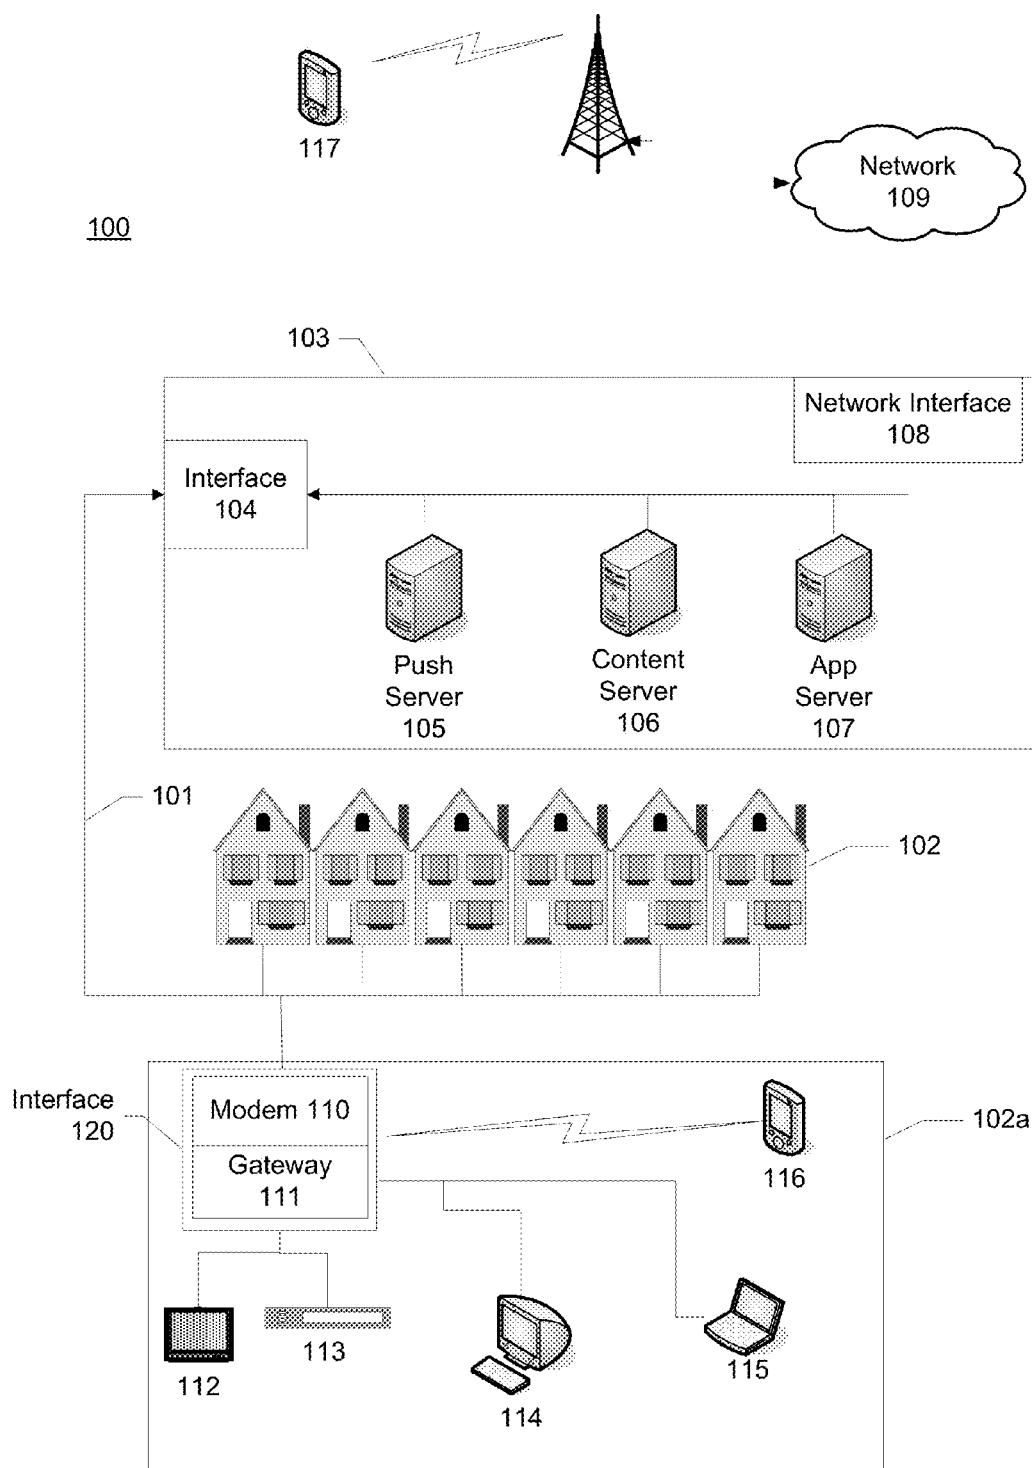 117
Network
109
100
103
Network Interface
108
Interface
104
Push
Server
105
Content
Server
106
App
Server
107
101
102
Interface
120
Modem 110
Gateway
111
116
102a
112
113
114
115